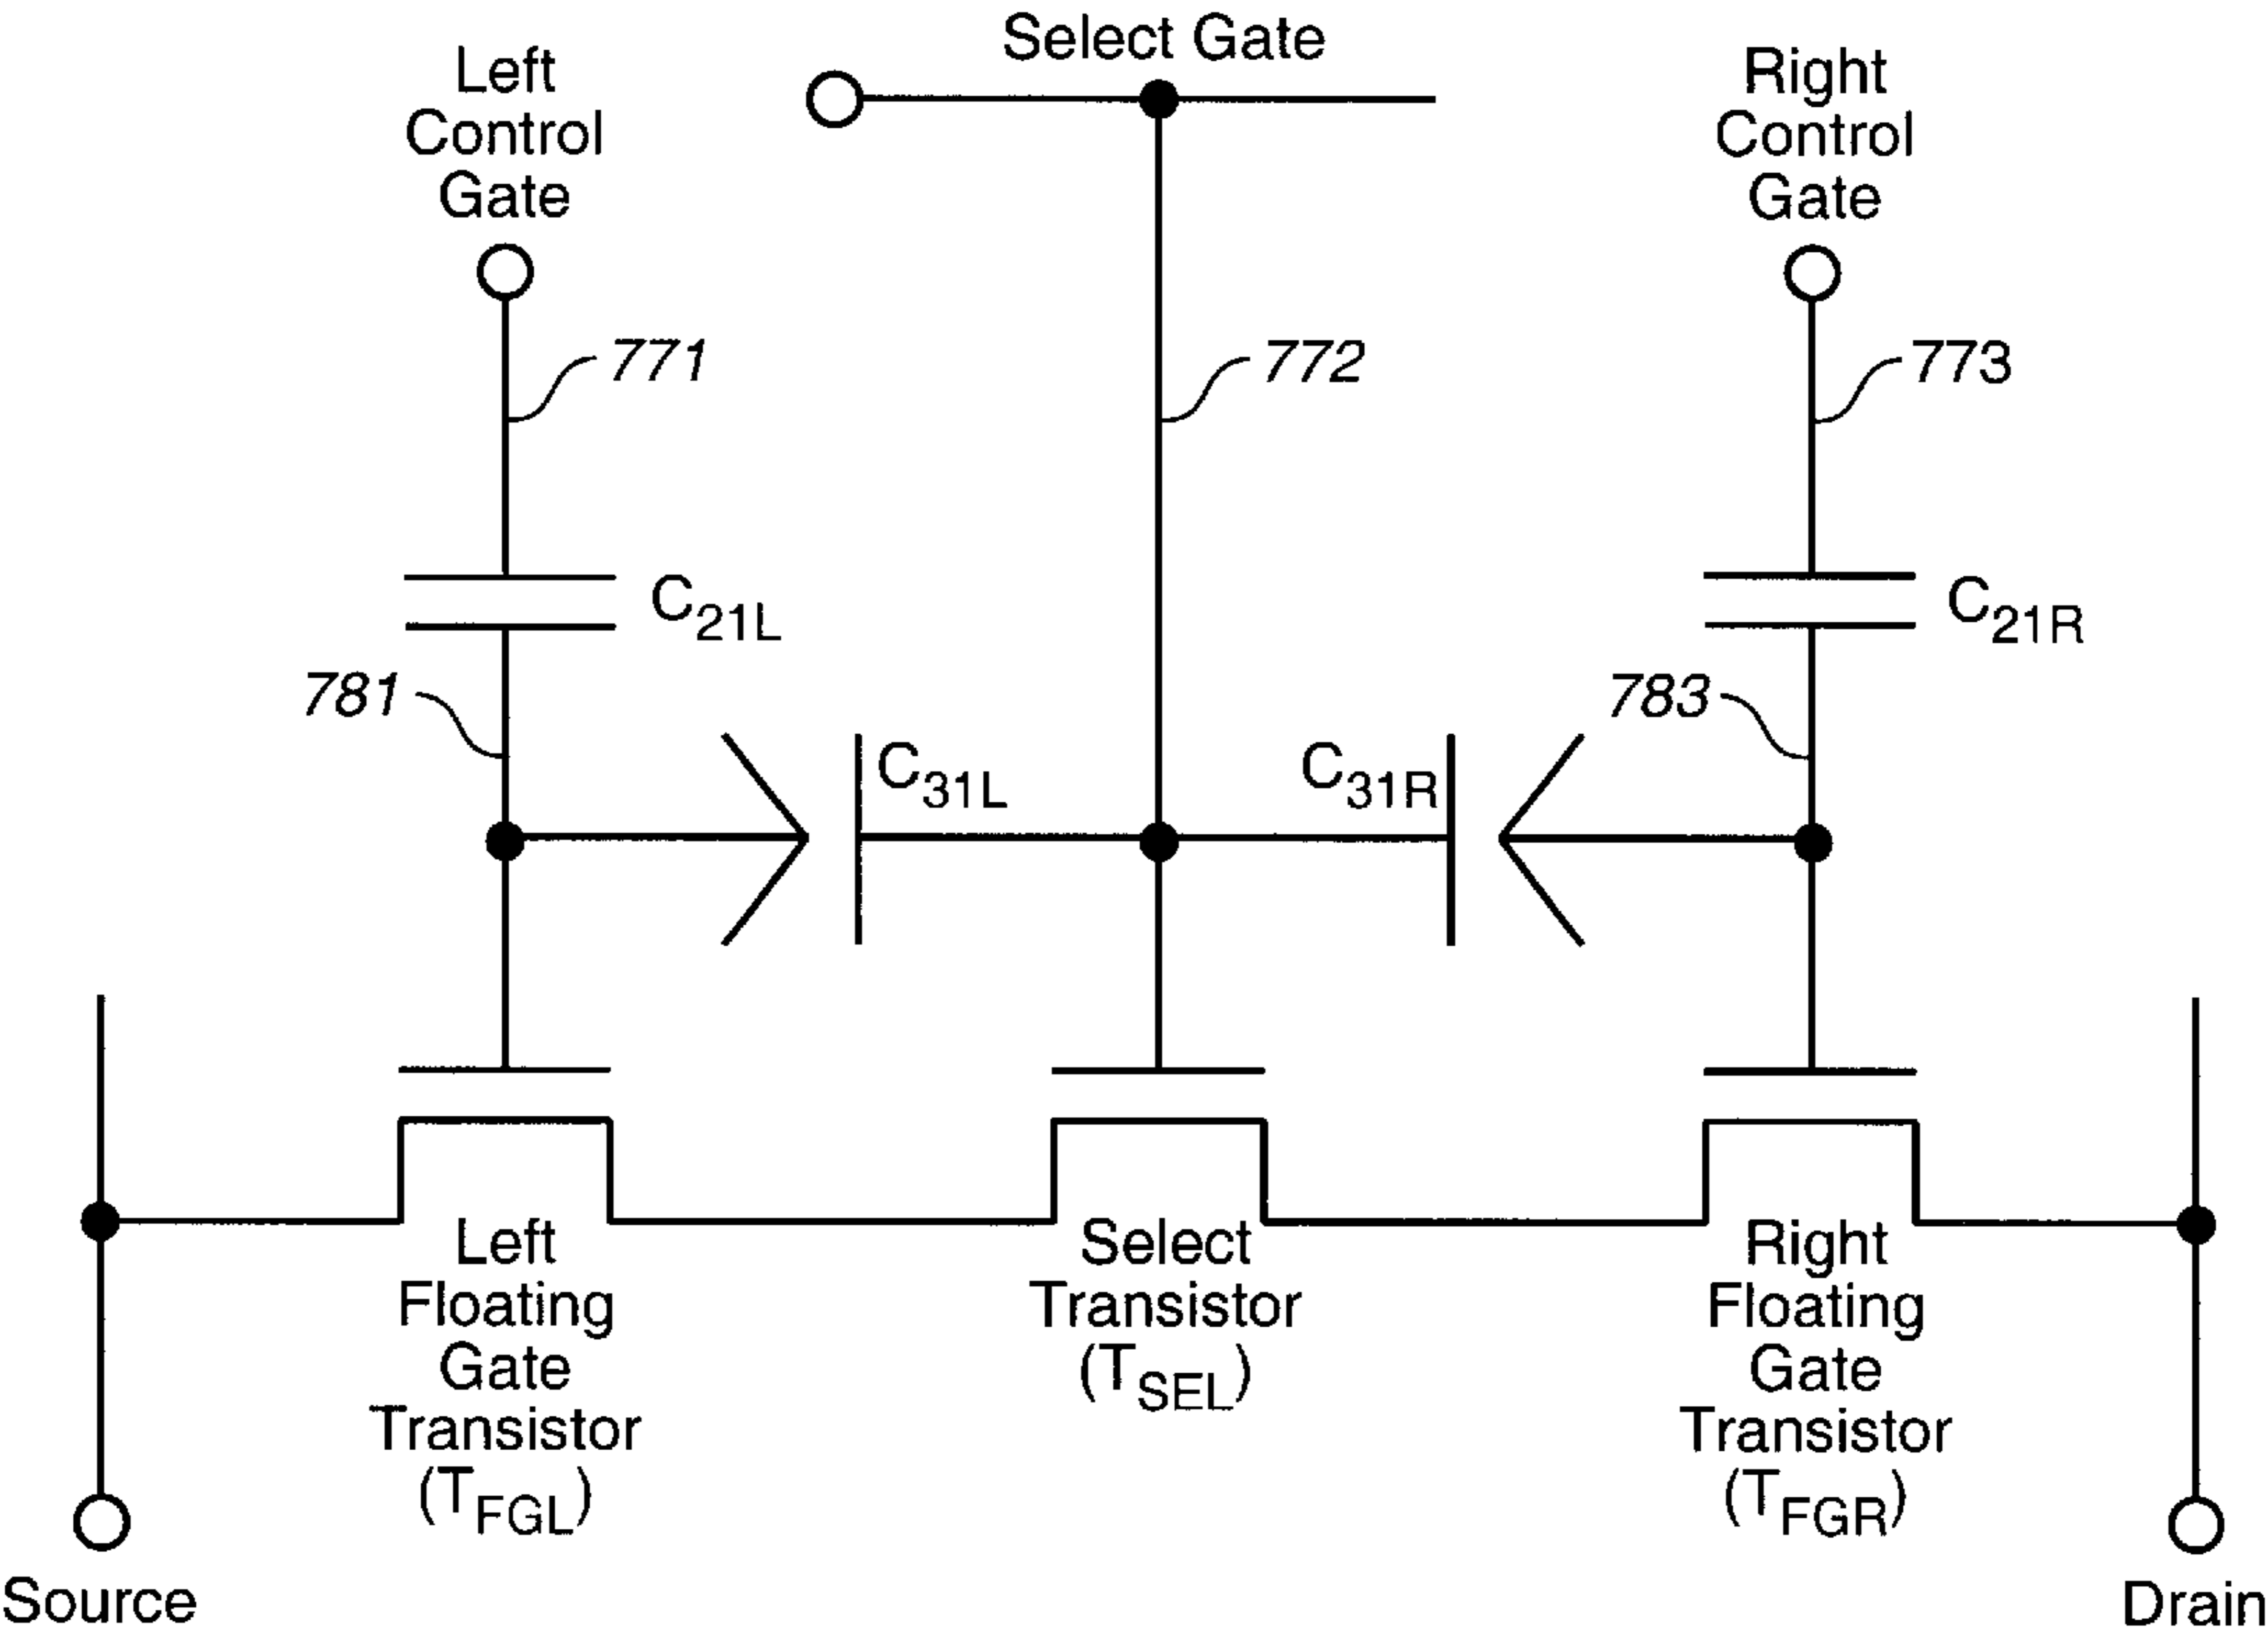 Select Gate
Left
Control
Gate
Right
Control
Gate
771
772
773
C21L
C21R
781
783
C31L
C31R
Left
Floating
Gate
Transistor
(TFGL)
Select
Transistor
(TSEL)
Right
Floating
Gate
Transistor
(TFGR)
Source
Drain